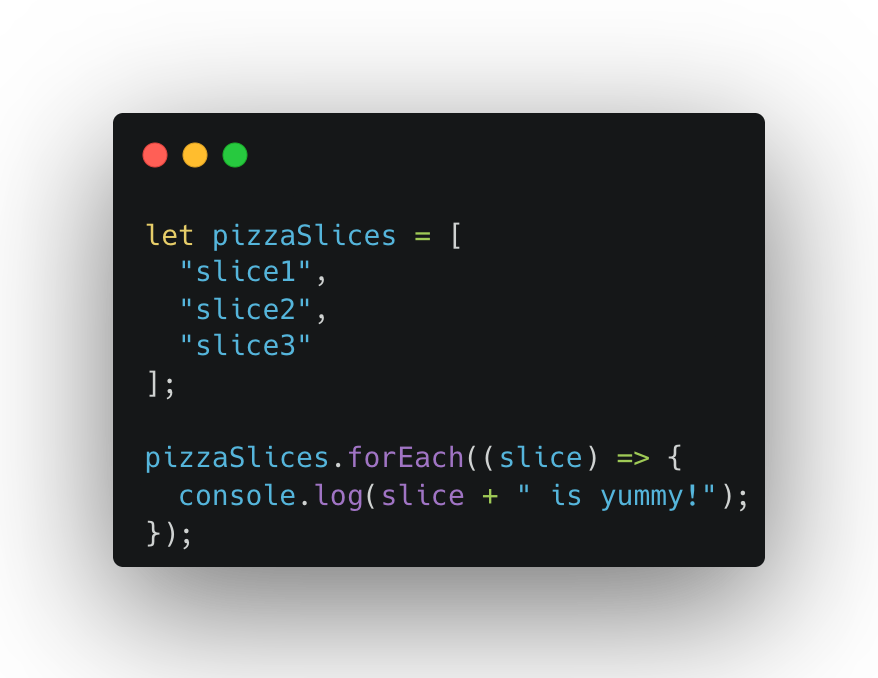 let pizzaSlices = [
  "slice1",
  "slice2",
  "slice3"
];

pizzaSlices.forEach((slice) => {
  console.log(slice + " is yummy!");
});